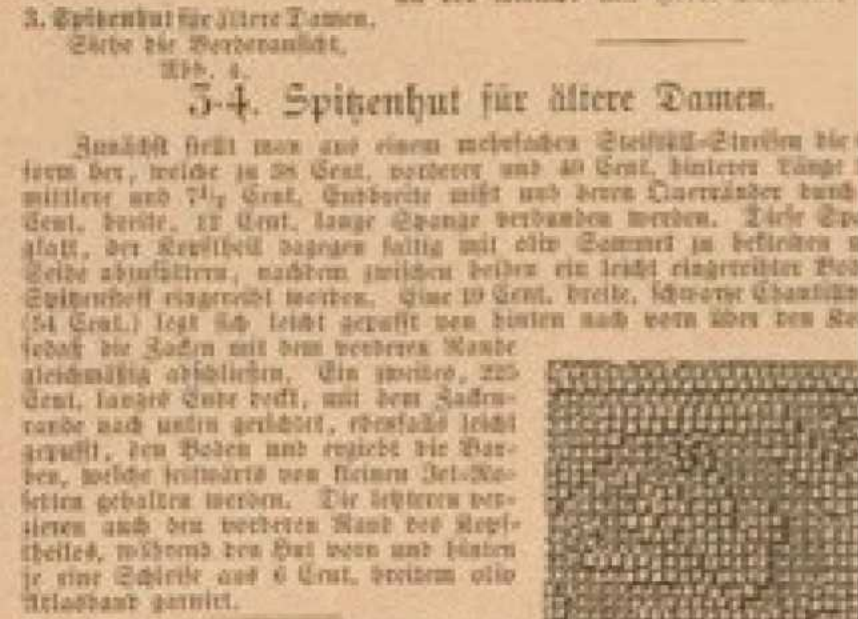 3. Spitzenhut für ältere Damen.
Siehe die Vorderansicht,
Abb. 4.
3-4. Spitzenhut für ältere Damen.
Zunächst stellt man aus einem mehrfachen Steiftüll-Streifen die
form her, welche zu 38 Cent. vorderer und 40 Cent. hinterer Länge
mittlere und 7½ Cent. Endbreite mißt und deren Querränder durch
Cent. breite, 12 Cent. lange Spange verbunden werden. Diese
glatt, der Kopftheil dagegen faltig mit oliv Sammet zu bekleiden
Seide abzufüttern, nachdem zwischen beiden ein leicht eingereihter
Spitzenstoff eingereiht worden. Eine 19 Cent. breite, schwarze
(54 Cent.) legt sich leicht gepufft von hinten nach vorn über den
sodaß die Zacken mit dem vorderen Rande
gleichmäßig abschließen. Ein zweites, 225
Cent. langes Ende deckt, mit dem Zacken-
rande nach unten gerichtet, ebenfalls leicht
gepufft, den Boden und ergiebt die Bar-
ben, welche seitwärts von kleinen Jet-Ro-
setten gehalten werden. Die letzteren ver-
zieren auch den vorderen Rand des Kopf-
theiles, während den Hut vorn und hinten
je eine Schleife aus 6 Cent. breitem oliv
Atlasband garnirt.